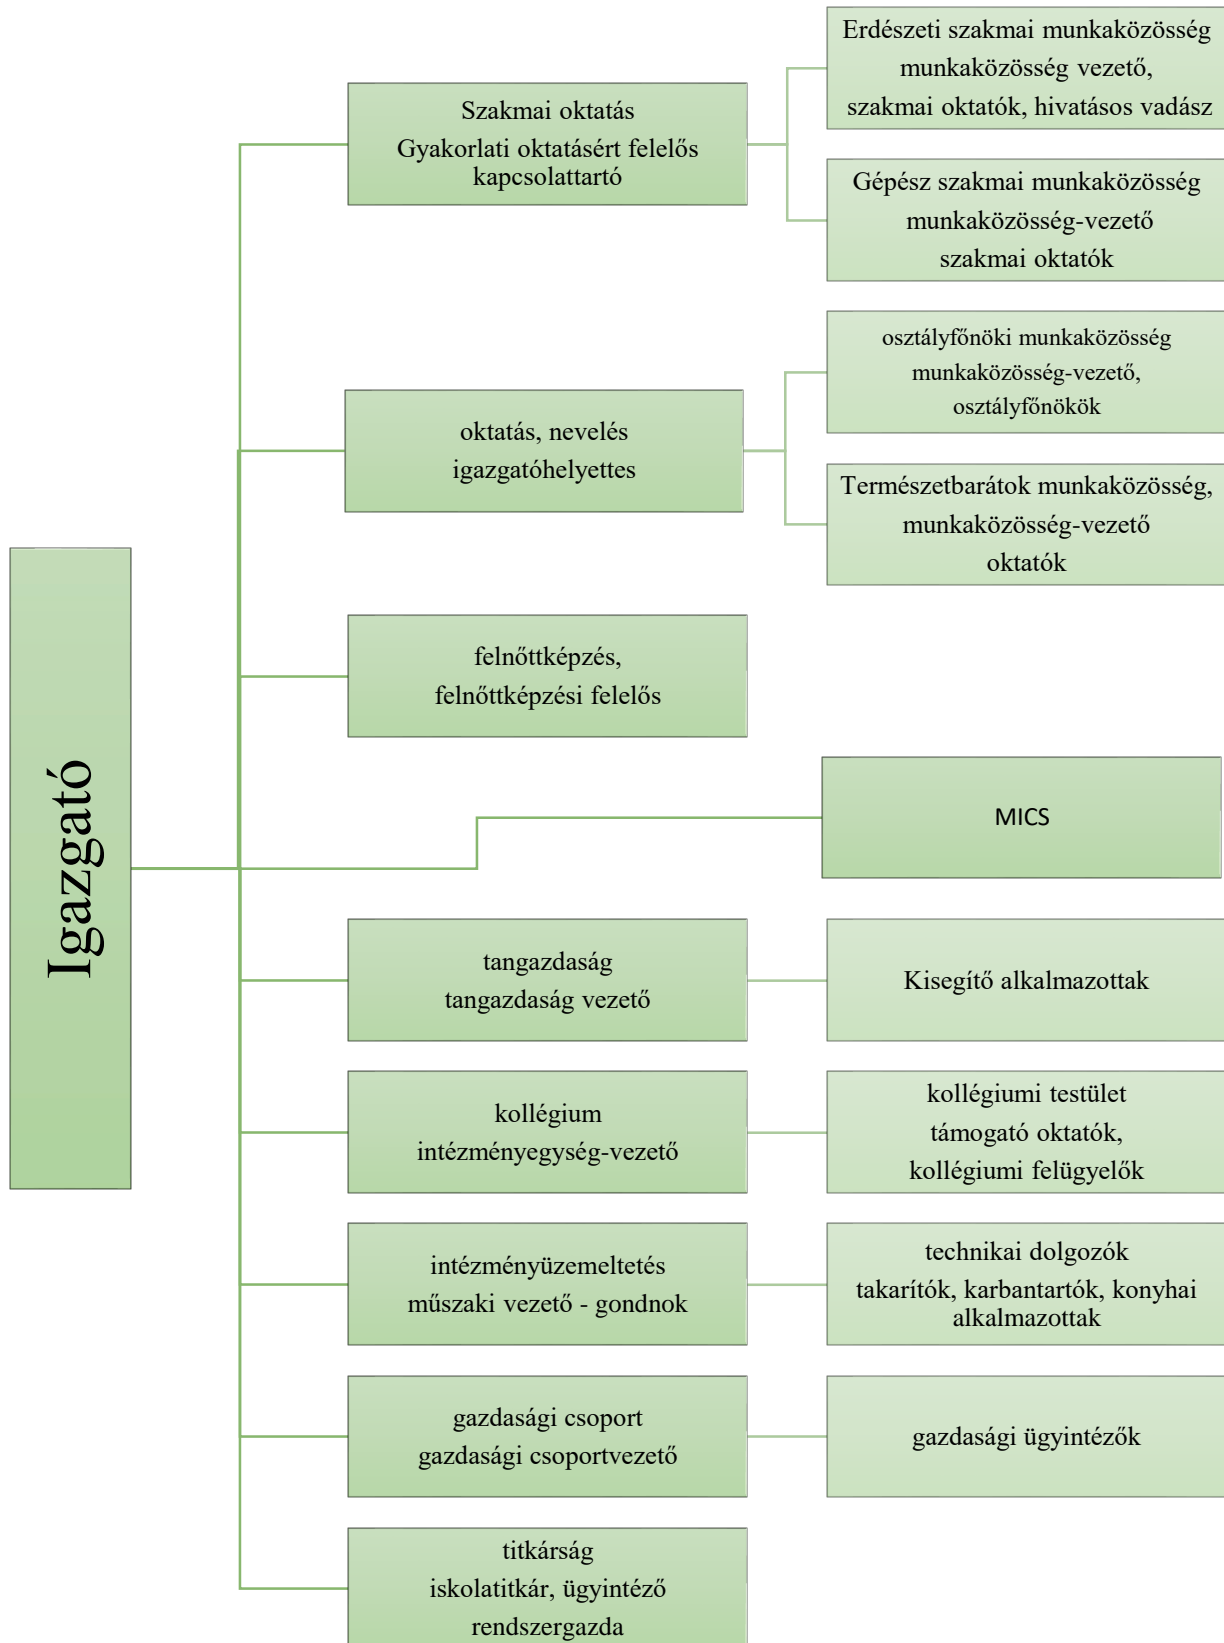 Igazgató
Szakmai oktatás
Gyakorlati oktatásért felelős
kapcsolattartó
Erdészeti szakmai munkaközösség
munkaközösség vezető,
szakmai oktatók, hivatásos vadász
Gépész szakmai munkaközösség
munkaközösség-vezető
szakmai oktatók
oktatás, nevelés
igazgatóhelyettes
osztályfőnöki munkaközösség
munkaközösség-vezető,
osztályfőnökök
Természetbarátok munkaközösség,
munkaközösség-vezető
oktatók
felnőttképzés,
felnőttképzési felelős
MICS
tangazdaság
tangazdaság vezető
Kisegítő alkalmazottak
kollégium
intézményegység-vezető
kollégiumi testület
támogató oktatók,
kollégiumi felügyelők
intézményüzemeltetés
műszaki vezető - gondnok
technikai dolgozók
takarítók, karbantartók, konyhai
alkalmazottak
gazdasági csoport
gazdasági csoportvezető
gazdasági ügyintézők
titkárság
iskolatitkár, ügyintéző
rendszergazda